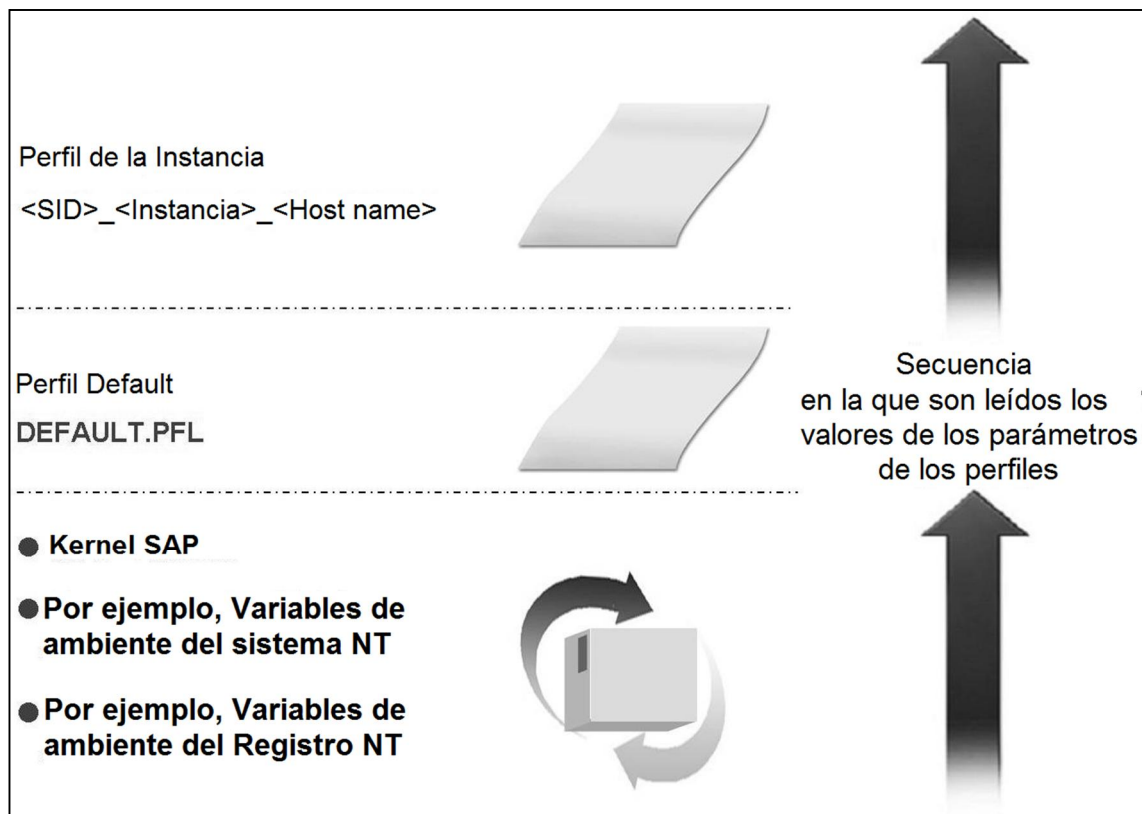 Perfil de la Instancia
<SID>_<Instancia>_<Host name>
Perfil Default
DEFAULT.PFL
Secuencia
en la que son leídos los
valores de los parámetros
de los perfiles
Kernel SAP
Por ejemplo, Variables de
ambiente del sistema NT
Por ejemplo, Variables de
ambiente del Registro NT